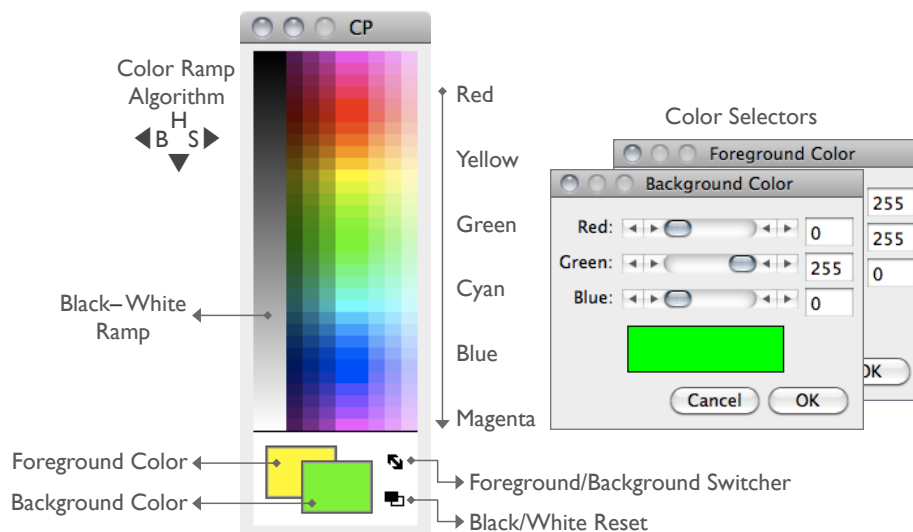 CP
Color Ramp
Algorithm
H
B S
Red
Yellow
Green
Cyan
Blue
Magenta
Black–White
Ramp
Foreground Color
Background Color
Foreground/Background Switcher
Black/White Reset
Color Selectors
Foreground Color
255
255
0
OK
Background Color
Red: 0
Green: 255
Blue: 0
Cancel OK